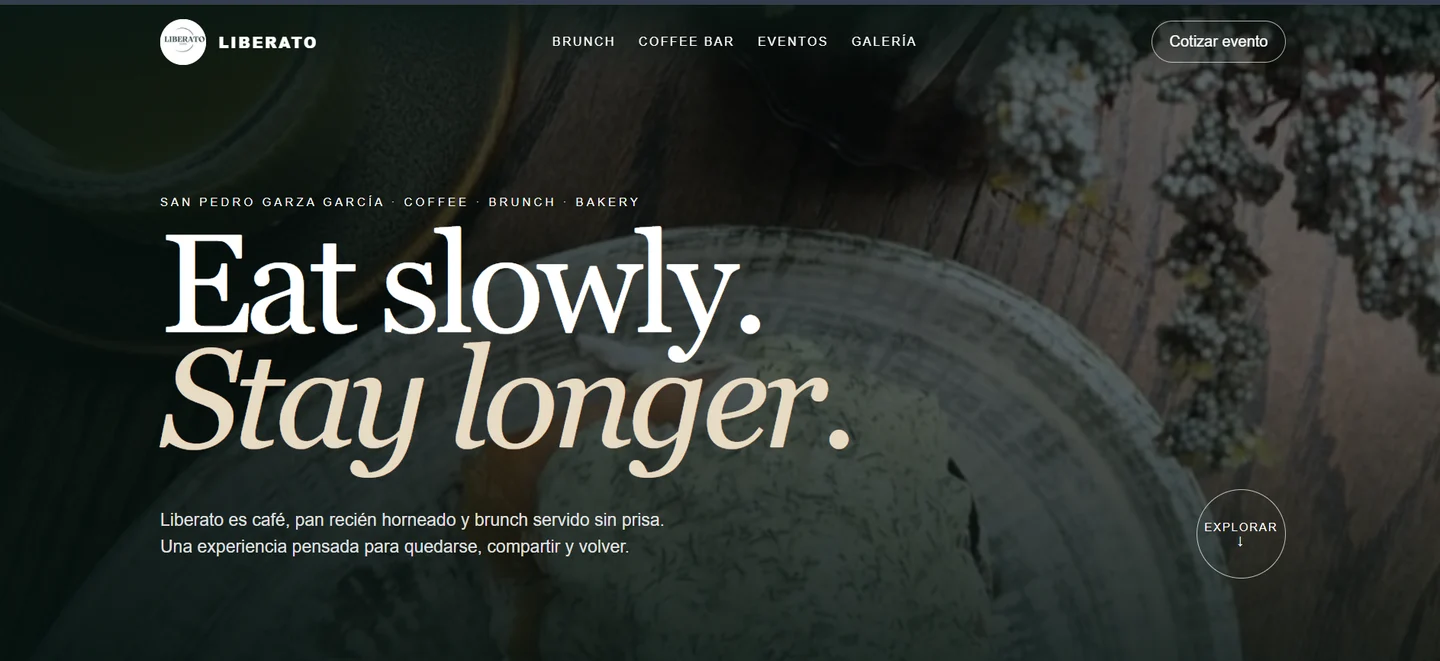 LIBERATO
LIBERATO
BRUNCH
COFFEE BAR
EVENTOS
GALERÍA
Cotizar evento
SAN PEDRO GARZA GARCÍA · COFFEE · BRUNCH · BAKERY
Eat slowly.
Stay longer.
Liberato es café, pan recién horneado y brunch servido sin prisa.
Una experiencia pensada para quedarse, compartir y volver.
EXPLORAR
↓